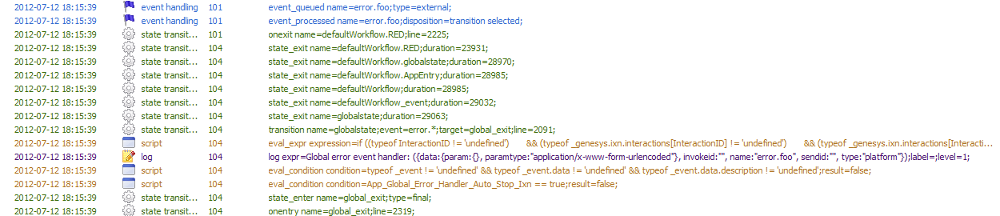 2012-07-12 18:15:39 event handling 101 event_queued name=error.foo;type=external;
2012-07-12 18:15:39 event handling 101 event_processed name=error.foo;disposition=transition selected;
2012-07-12 18:15:39 state transit... 101 onexit name=defaultWorkflow.RED;line=2225;
2012-07-12 18:15:39 state transit... 104 state_exit name=defaultWorkflow.RED;duration=23931;
2012-07-12 18:15:39 state transit... 104 state_exit name=defaultWorkflow.globalstate;duration=28970;
2012-07-12 18:15:39 state transit... 104 state_exit name=defaultWorkflow.AppEntry;duration=28985;
2012-07-12 18:15:39 state transit... 104 state_exit name=defaultWorkflow;duration=28985;
2012-07-12 18:15:39 state transit... 104 state_exit name=defaultWorkflow_event;duration=29032;
2012-07-12 18:15:39 state transit... 104 state_exit name=globalstate;duration=29063;
2012-07-12 18:15:39 state transit... 104 transition name=globalstate;event=error.*;target=global_exit;line=2091;
2012-07-12 18:15:39 script 104 eval_expr expression=if ((typeof InteractionID != 'undefined') && (typeof _genesys.ixn.interactions[InteractionID] != 'undefined') && (typeof _genesys.ixn.interactions[Interacti...
2012-07-12 18:15:39 log 104 log expr=Global error event handler: ({data:{param:{}, paramtype:"application/x-www-form-urlencoded"}, invokeid:"", name:"error.foo", sendid:"", type:"platform"});label=;level=1;
2012-07-12 18:15:39 script 104 eval_condition condition=typeof _event != 'undefined' && typeof _event.data != 'undefined' && typeof _event.data.description != 'undefined';result=false;
2012-07-12 18:15:39 script 104 eval_condition condition=App_Global_Error_Handler_Auto_Stop_Ixn == true;result=false;
2012-07-12 18:15:39 state transit... 104 state_enter name=global_exit;type=final;
2012-07-12 18:15:39 state transit... 104 onentry name=global_exit;line=2319;